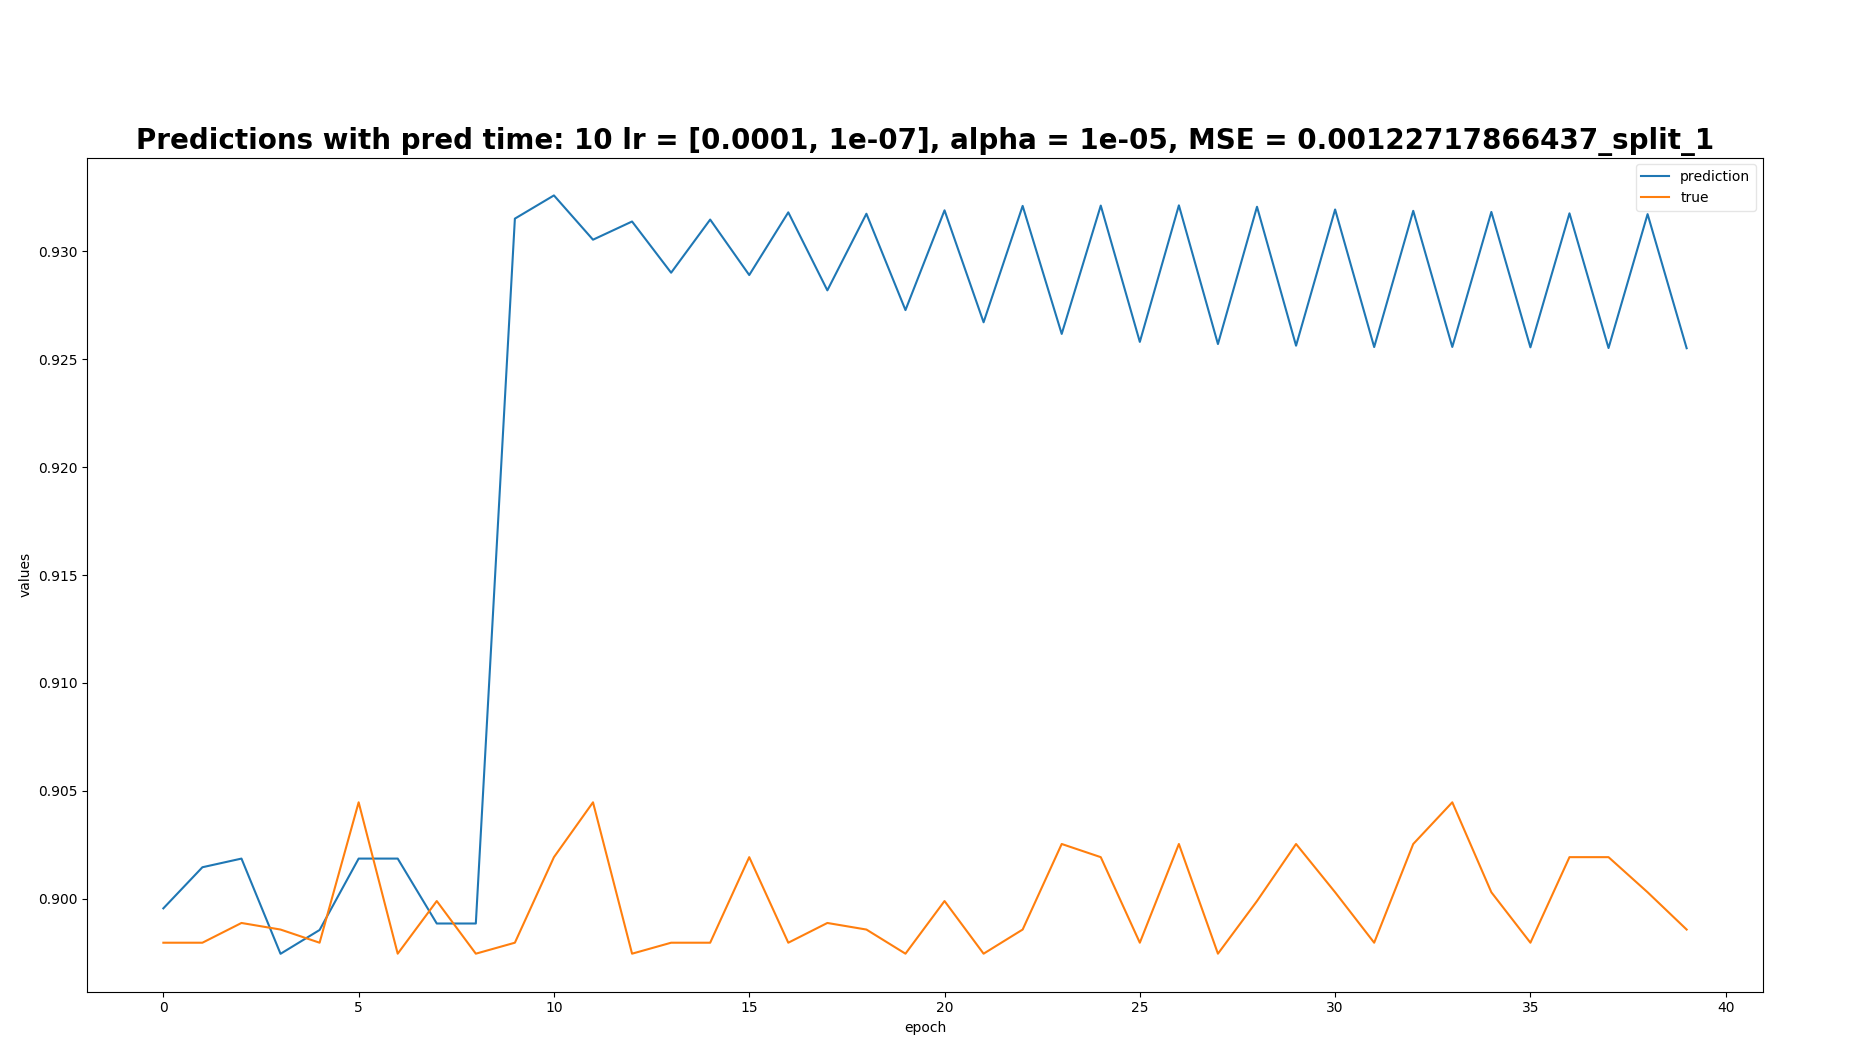 Predictions with pred time: 10 lr = [0.0001, 1e-07], alpha = 1e-05, MSE = 0.00122717866437_split_1
prediction
true
0.930
0.925
0.920
0.915
0.910
0.905
0.900
values
0 5 10 15 20 25 30 35 40
epoch